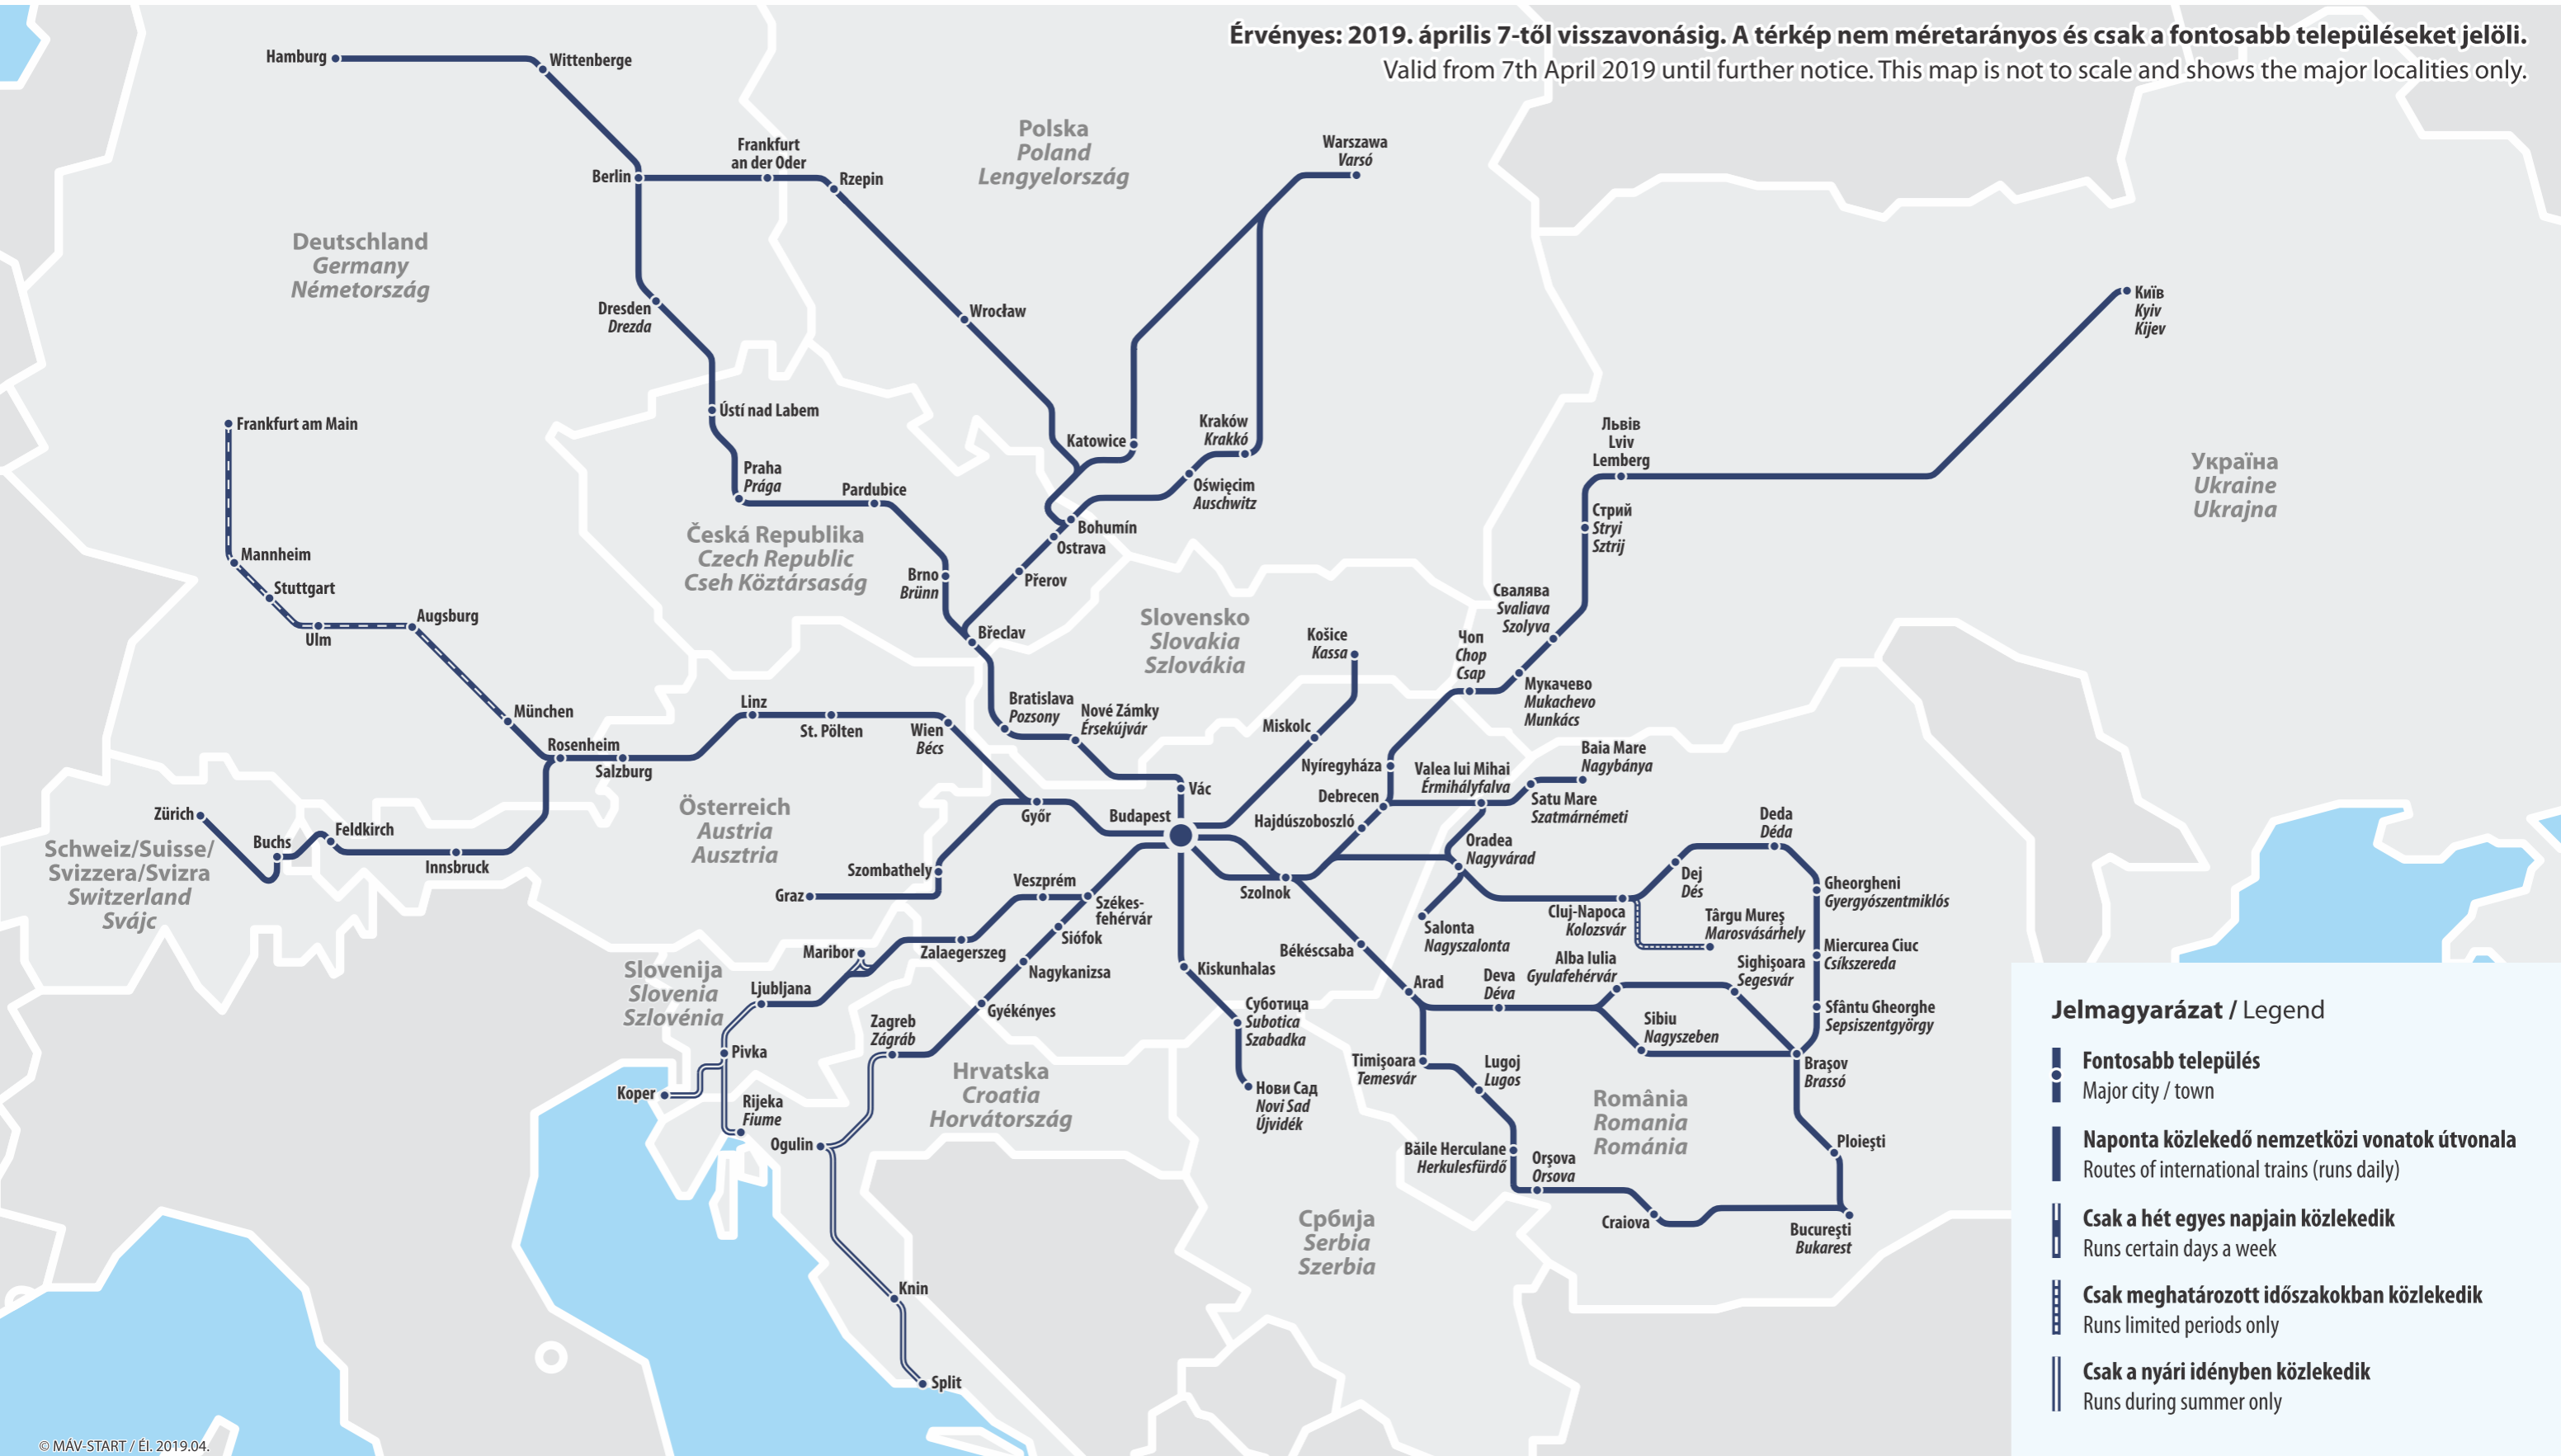 Érvényes: 2019. április 7-től visszavonásig. A térkép nem méretarányos és csak a fontosabb településeket jelöli.
Valid from 7th April 2019 until further notice. This map is not to scale and shows the major localities only.
Hamburg
Wittenberge
Berlin
Frankfurt
an der Oder
Rzepin
Polska
Poland
Lengyelország
Warszawa
Varsó
Deutschland
Germany
Németország
Dresden
Drezda
Wrocław
Київ
Kyiv
Kijev
Ústí nad Labem
Frankfurt am Main
Katowice
Kraków
Krakkó
Львів
Lviv
Lemberg
Україна
Ukraine
Ukrajna
Praha
Prága
Pardubice
Oświęcim
Auschwitz
Стрий
Stryi
Sztrij
Česká Republika
Czech Republic
Cseh Köztársaság
Bohumín
Ostrava
Přerov
Brno
Brünn
Mannheim
Stuttgart
Ulm
Augsburg
Břeclav
Slovensko
Slovakia
Szlovákia
Košice
Kassa
Свалява
Svaliava
Szolyva
Чоп
Chop
Csap
Мукачево
Mukachevo
Munkács
München
Rosenheim
Salzburg
Linz
St. Pölten
Wien
Bécs
Bratislava
Pozsony
Nové Zámky
Érsekújvár
Miskolc
Nyíregyháza
Valea lui Mihai
Érmihályfalva
Baia Mare
Nagybánya
Satu Mare
Szatmárnémeti
Vác
Debrecen
Hajdúszoboszló
Zürich
Buchs
Feldkirch
Innsbruck
Schweiz/Suisse/
Svizzera/Svizra
Switzerland
Svájc
Österreich
Austria
Ausztria
Győr
Budapest
Oradea
Nagyvárad
Deda
Déda
Szombathely
Graz
Veszprém
Székes-
fehérvár
Siófok
Szolnok
Dej
Dés
Gheorgheni
Gyergyószentmiklós
Cluj-Napoca
Kolozsvár
Târgu Mureş
Marosvásárhely
Salonta
Nagyszalonta
Maribor
Zalaegerszeg
Nagykanizsa
Kiskunhalas
Békéscsaba
Alba Iulia
Gyulafehérvár
Sighişoara
Segesvár
Miercurea Ciuc
Csíkszereda
Slovenija
Slovenia
Szlovénia
Ljubljana
Gyékényes
Суботица
Subotica
Szabadka
Arad
Deva
Déva
Sfântu Gheorghe
Sepsiszentgyörgy
Zagreb
Zágráb
Sibiu
Nagyszeben
Pivka
Koper
Rijeka
Fiume
Ogulin
Hrvatska
Croatia
Horvátország
Нови Сад
Novi Sad
Újvidék
Timişoara
Temesvár
Lugoj
Lugos
Braşov
Brassó
România
Romania
Románia
Băile Herculane
Herkulesfürdő
Orşova
Orsova
Ploieşti
Craiova
Bucureşti
Bukarest
Србија
Serbia
Szerbia
Knin
Split
Jelmagyarázat / Legend
Fontosabb település
Major city / town
Naponta közlekedő nemzetközi vonatok útvonala
Routes of international trains (runs daily)
Csak a hét egyes napjain közlekedik
Runs certain days a week
Csak meghatározott időszakokban közlekedik
Runs limited periods only
Csak a nyári idényben közlekedik
Runs during summer only
© MÁV-START / Él. 2019.04.